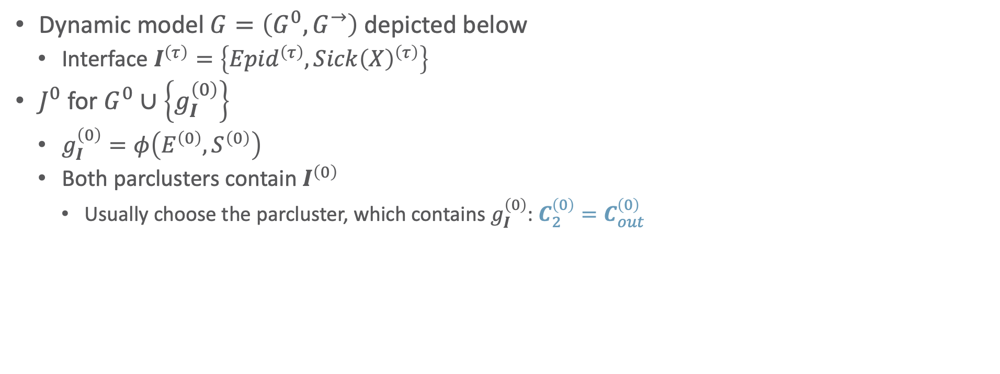 • Dynamic model G = (G⁰, G→) depicted below
• Interface I^(τ) = {Epid^(τ), Sick(X)^(τ)}
• J⁰ for G⁰ ∪ {g_I^(0)}
• g_I^(0) = ϕ(E^(0), S^(0))
• Both parclusters contain I^(0)
• Usually choose the parcluster, which contains g_I^(0): C_2^(0) = C_out^(0)